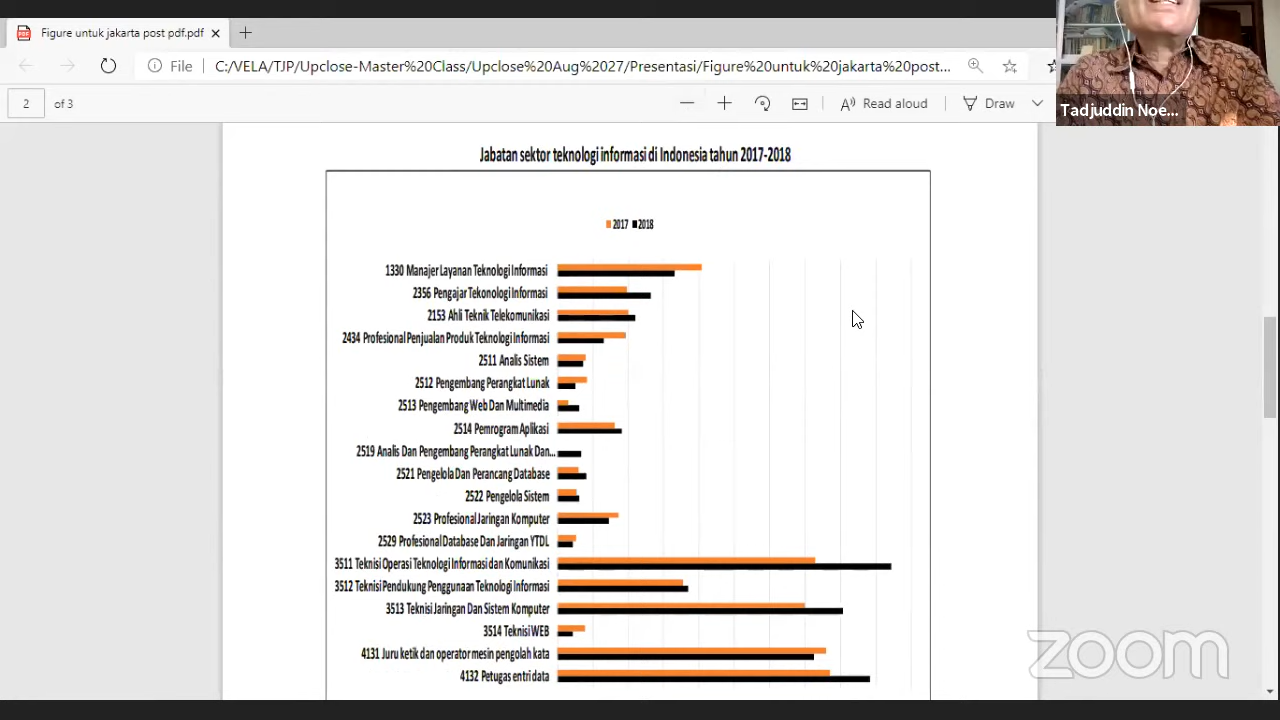 Figure untuk jakarta post pdf.pdf
File C:/VELA/TJP/Upclose-Master%20Class/Upclose%20Aug%2027/Presentasi/Figure%20untuk%20jakarta%20post...
2 of 3
Read aloud
Draw
Tadjuddin Noe...
Jabatan sektor teknologi informasi di Indonesia tahun 2017-2018
2017 2018
1330 Manajer Layanan Teknologi Informasi
2356 Pengajar Tekonologi Informasi
2153 Ahli Teknik Telekomunikasi
2434 Profesional Penjualan Produk Teknologi Informasi
2511 Analis Sistem
2512 Pengembang Perangkat Lunak
2513 Pengembang Web Dan Multimedia
2514 Pemrogram Aplikasi
2519 Analis Dan Pengembang Perangkat Lunak Dan...
2521 Pengelola Dan Perancang Database
2522 Pengelola Sistem
2523 Profesional Jaringan Komputer
2529 Profesional Database Dan Jaringan YTDL
3511 Teknisi Operasi Teknologi Informasi dan Komunikasi
3512 Teknisi Pendukung Penggunaan Teknologi Informasi
3513 Teknisi Jaringan Dan Sistem Komputer
3514 Teknisi WEB
4131 Juru ketik dan operator mesin pengolah kata
4132 Petugas entri data
zoom